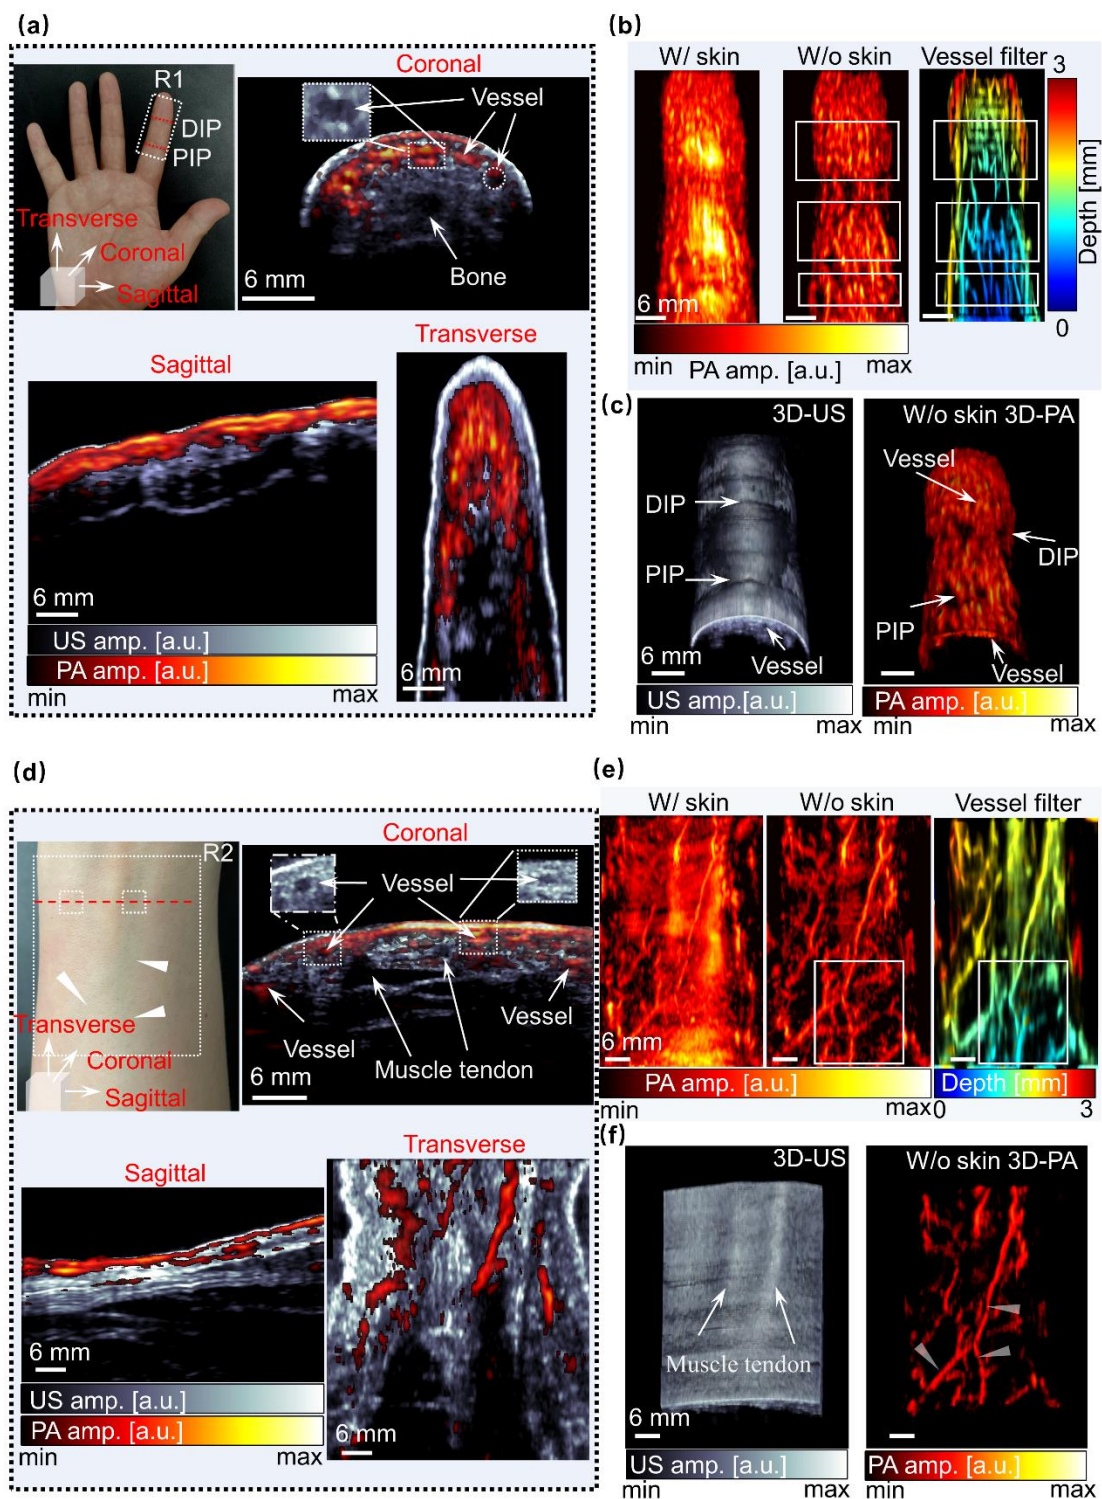 (a)
R1
DIP
PIP
Transverse
Coronal
Sagittal
Coronal
Vessel
Bone
6 mm
Sagittal
6 mm
US amp. [a.u.]
PA amp. [a.u.]
min max
Transverse
6 mm
(b)
W/ skin W/o skin Vessel filter
6 mm
min max
PA amp. [a.u.]
3
Depth [mm]
0
(c)
3D-US
DIP
PIP
Vessel
6 mm
US amp.[a.u.]
min max
W/o skin 3D-PA
Vessel
DIP
PIP
Vessel
PA amp. [a.u.]
min max
(d)
R2
Transverse
Coronal
Sagittal
Coronal
Vessel
Vessel
Vessel
Muscle tendon
6 mm
Sagittal
6 mm
US amp. [a.u.]
PA amp. [a.u.]
min max
Transverse
6 mm
(e)
W/ skin W/o skin Vessel filter
6 mm
PA amp. [a.u.]
min max
Depth [mm]
0 3
(f)
3D-US
Muscle tendon
6 mm
US amp. [a.u.]
min max
W/o skin 3D-PA
PA amp. [a.u.]
min max